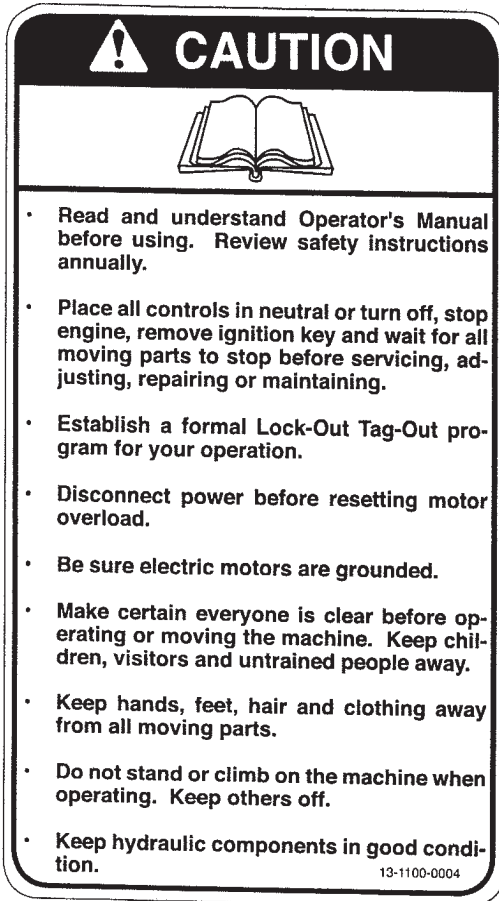 CAUTION
· Read and understand Operator's Manual
before using. Review safety instructions
annually.
· Place all controls in neutral or turn off, stop
engine, remove ignition key and wait for all
moving parts to stop before servicing, ad-
justing, repairing or maintaining.
· Establish a formal Lock-Out Tag-Out pro-
gram for your operation.
· Disconnect power before resetting motor
overload.
· Be sure electric motors are grounded.
· Make certain everyone is clear before op-
erating or moving the machine. Keep chil-
dren, visitors and untrained people away.
· Keep hands, feet, hair and clothing away
from all moving parts.
· Do not stand or climb on the machine when
operating. Keep others off.
· Keep hydraulic components in good condi-
tion.
13-1100-0004